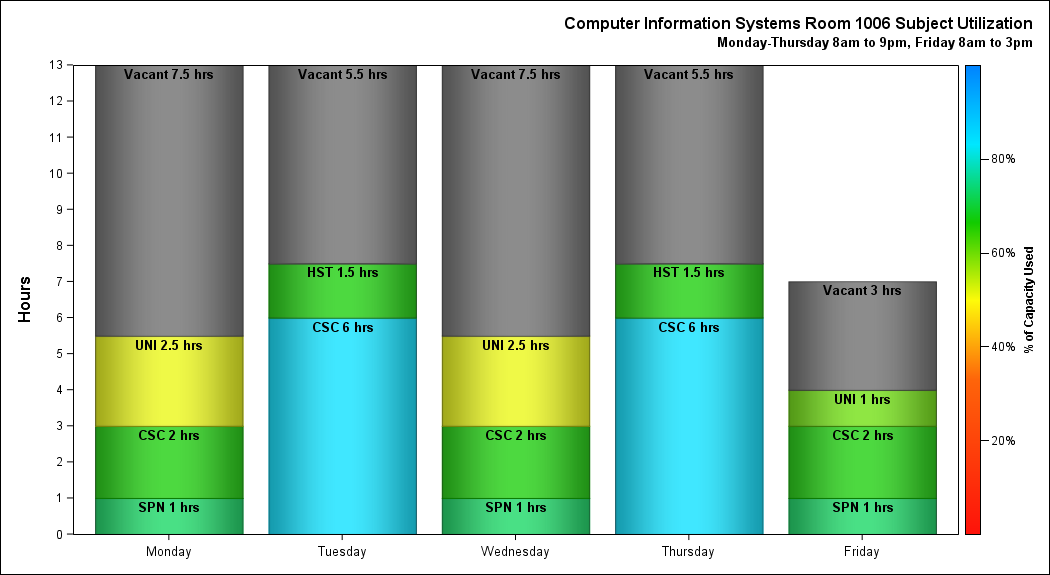 Computer Information Systems Room 1006 Subject Utilization
Monday-Thursday 8am to 9pm, Friday 8am to 3pm
Hours
13
12
11
10
9
8
7
6
5
4
3
2
1
0
Vacant 7.5 hrs
UNI 2.5 hrs
CSC 2 hrs
SPN 1 hrs
Vacant 5.5 hrs
HST 1.5 hrs
CSC 6 hrs
Vacant 7.5 hrs
UNI 2.5 hrs
CSC 2 hrs
SPN 1 hrs
Vacant 5.5 hrs
HST 1.5 hrs
CSC 6 hrs
Vacant 3 hrs
UNI 1 hrs
CSC 2 hrs
SPN 1 hrs
Monday Tuesday Wednesday Thursday Friday
80%
60%
40%
20%
% of Capacity Used